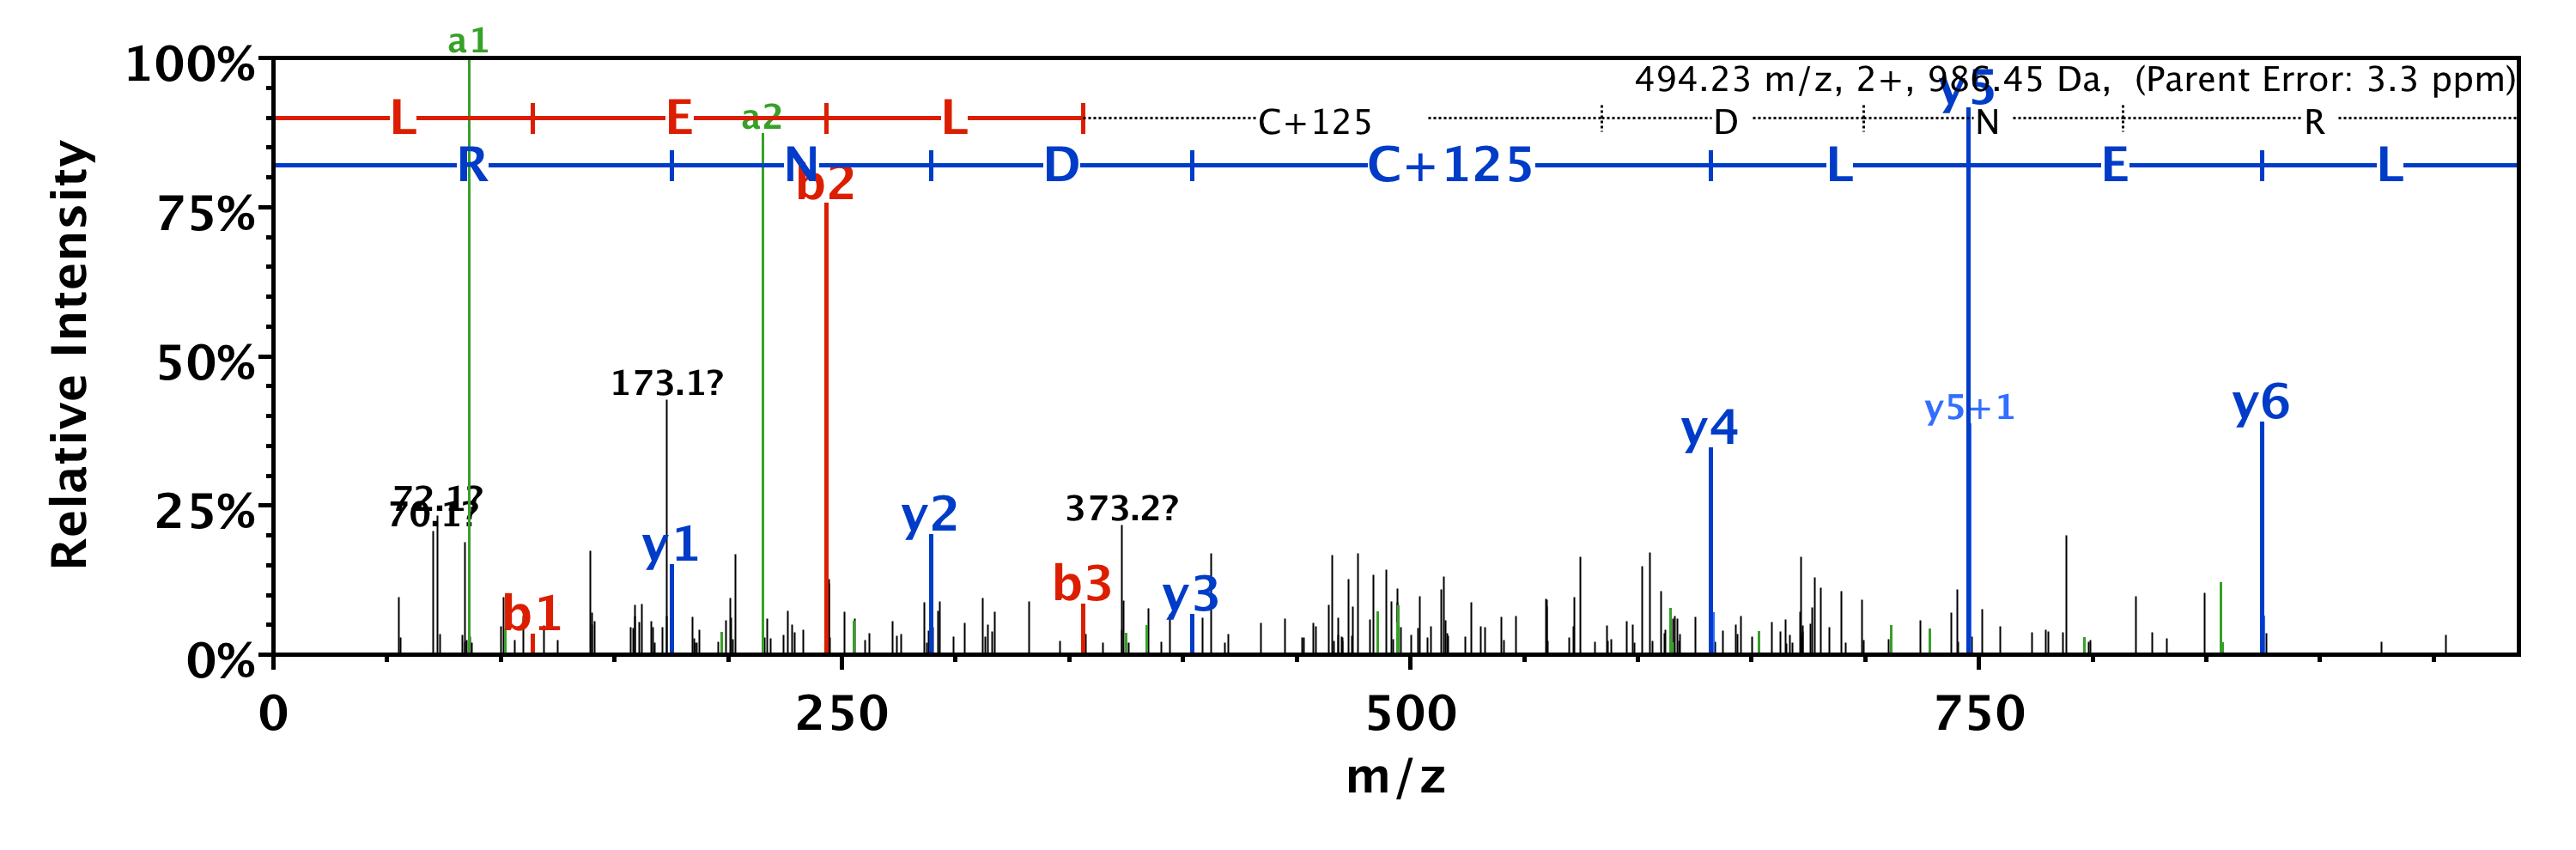 a1
100%
494.23 m/z, 2+, 986.45 Da, (Parent Error: 3.3 ppm)
y5
L E L C+125 D N R
a2
R N D C+125 L E L
b2
75%
50%
173.1?
y5+1
y6
y4
72.1?
70.1?
25%
373.2?
y2
y1
b3
y3
b1
0%
0 250 500 750
m/z
Relative Intensity